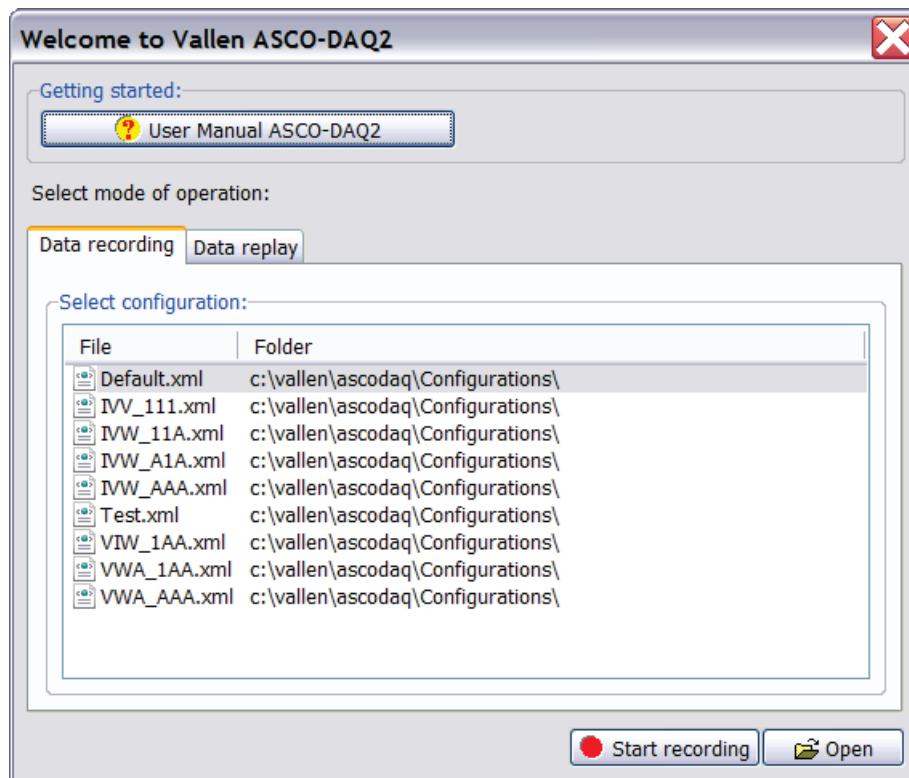 Welcome to Vallen ASCO-DAQ2
Getting started:
User Manual ASCO-DAQ2
Select mode of operation:
Data recording Data replay
Select configuration:
File Folder
Default.xml c:\vallen\ascodaq\Configurations\
IVV_111.xml c:\vallen\ascodaq\Configurations\
IVW_11A.xml c:\vallen\ascodaq\Configurations\
IVW_A1A.xml c:\vallen\ascodaq\Configurations\
IVW_AAA.xml c:\vallen\ascodaq\Configurations\
Test.xml c:\vallen\ascodaq\Configurations\
VIW_1AA.xml c:\vallen\ascodaq\Configurations\
VWA_1AA.xml c:\vallen\ascodaq\Configurations\
VWA_AAA.xml c:\vallen\ascodaq\Configurations\
Start recording Open